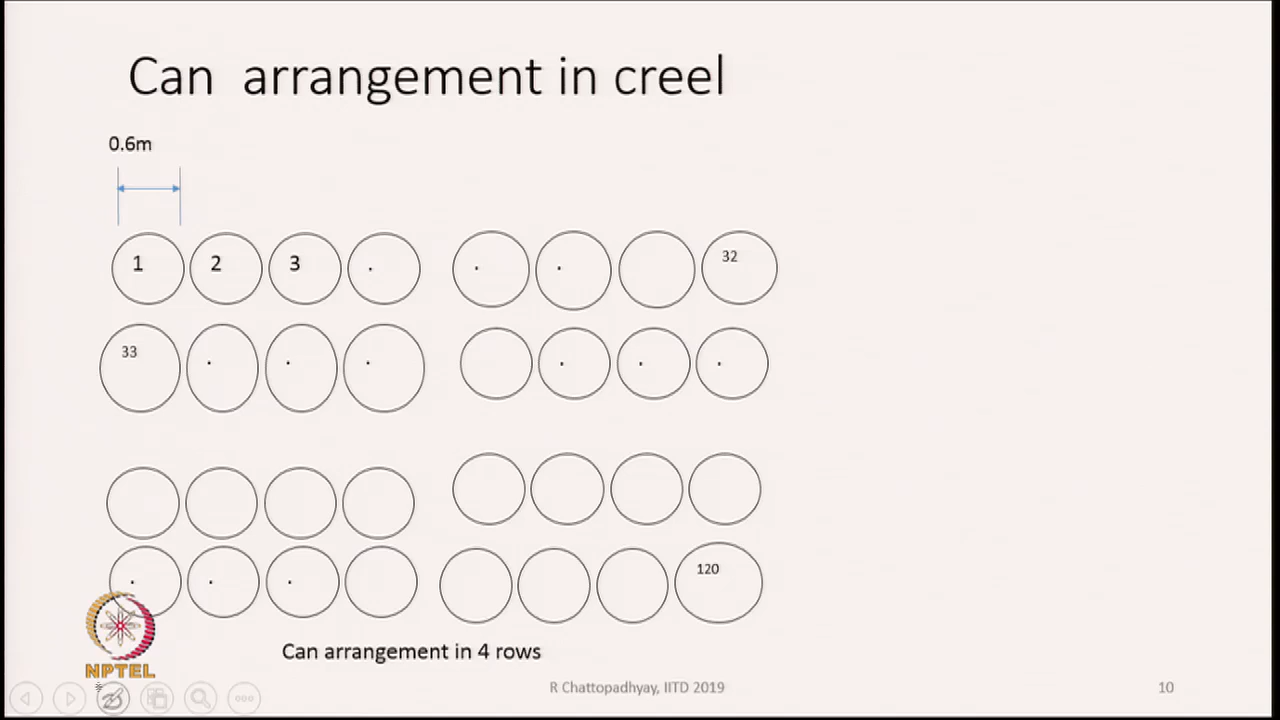 Can arrangement in creel
0.6m
1 2 3 . . . 32
33 . . . . . .
. . . 120
NPTEL
Can arrangement in 4 rows
R Chattopadhyay, IITD 2019
10